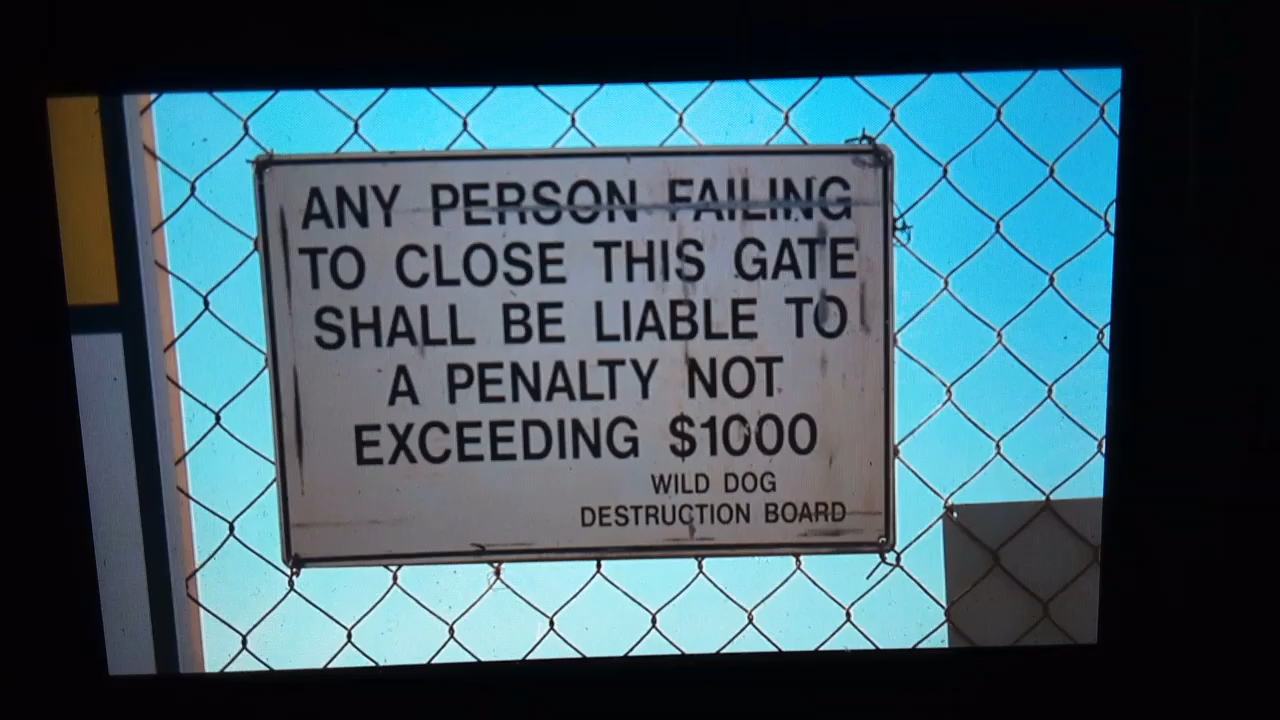 ANY PERSON FAILING
TO CLOSE THIS GATE
SHALL BE LIABLE TO
A PENALTY NOT
EXCEEDING $1000
WILD DOG
DESTRUCTION BOARD